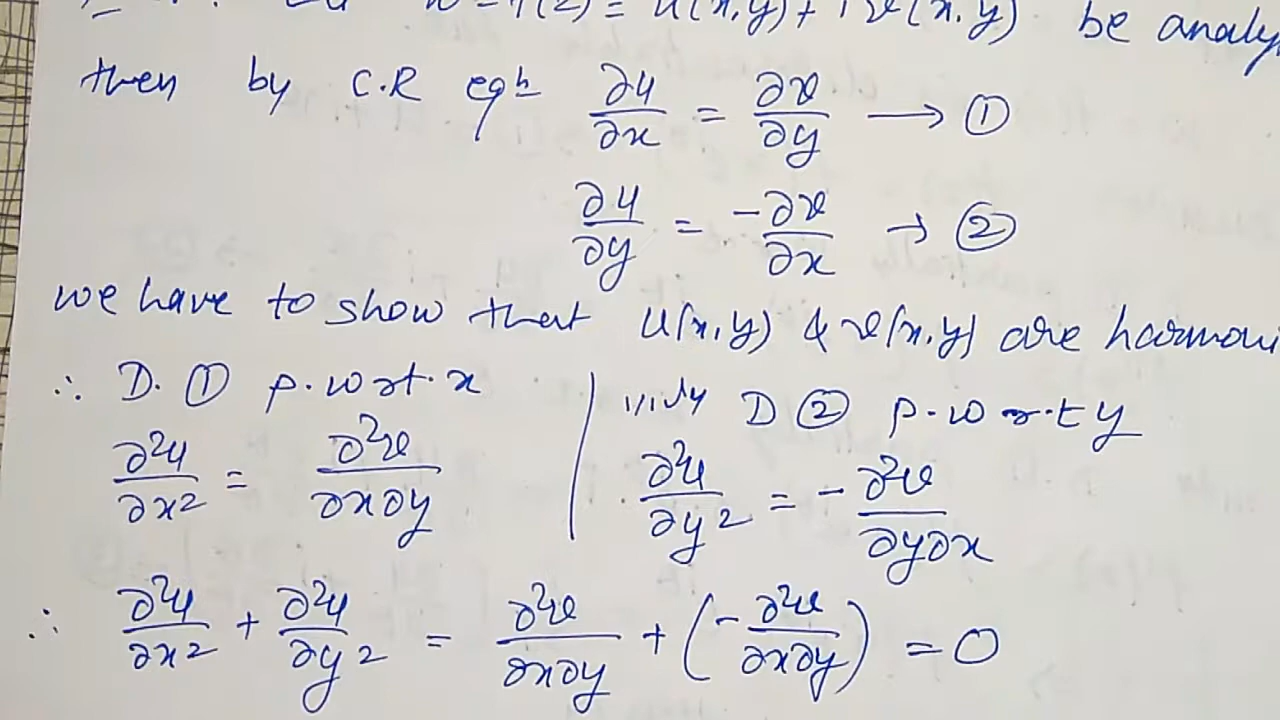 w = f(z) = u(x,y) + i v(x,y) be analy
then by C.R eqn ∂u/∂x = ∂v/∂y → ①
∂u/∂y = -∂v/∂x → ②
we have to show that u(x,y) & v(x,y) are harmoni
∴ D. ① p.w.r.t. x | lllly D ② p.w.r.t y
∂²u/∂x² = ∂²v/∂x∂y | ∂²u/∂y² = - ∂²v/∂y∂x
∴ ∂²u/∂x² + ∂²u/∂y² = ∂²v/∂x∂y + (-∂²v/∂x∂y) = 0